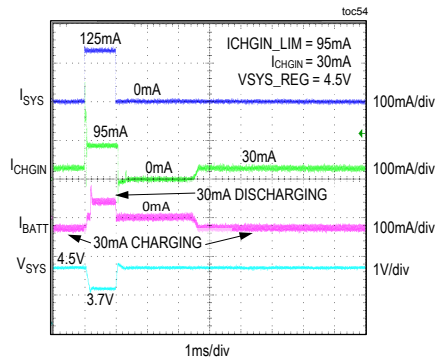 toc54
125mA
ICHGIN_LIM = 95mA
ICHGIN = 30mA
VSYS_REG = 4.5V
ISYS
0mA
100mA/div
95mA
ICHGIN
0mA
30mA
100mA/div
30mA DISCHARGING
IBATT
0mA
100mA/div
30mA CHARGING
VSYS
4.5V
1V/div
3.7V
1ms/div